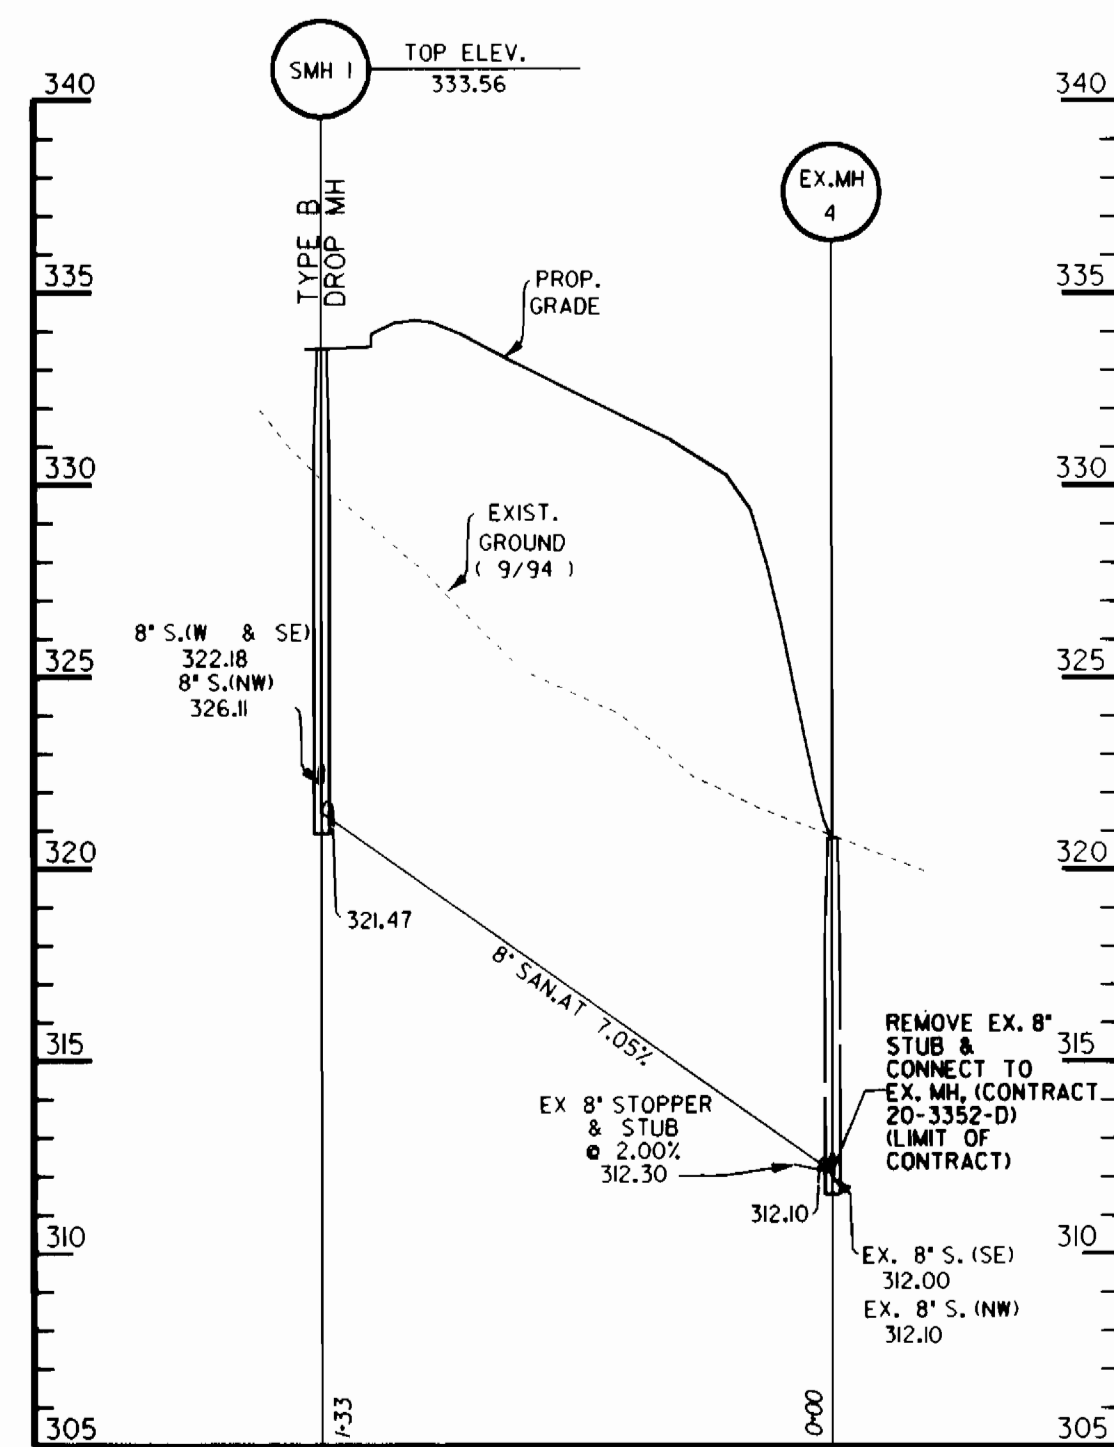 SMH 1
TOP ELEV.
333.56
340
340
EX.MH
4
TYPE B
DROP MH
335
335
PROP.
GRADE
330
330
EXIST.
GROUND
( 9/94 )
8" S.(W & SE)
322.18
8" S.(NW)
326.11
325
325
320
320
321.47
8" SAN.AT 7.05%
REMOVE EX. 8"
STUB &
CONNECT TO
EX. MH, (CONTRACT
20-3352-D)
(LIMIT OF
CONTRACT)
315
315
EX 8" STOPPER
& STUB
@ 2.00%
312.30
312.10
310
310
EX. 8" S. (SE)
312.00
EX. 8" S. (NW)
312.10
1+33
0+00
305
305